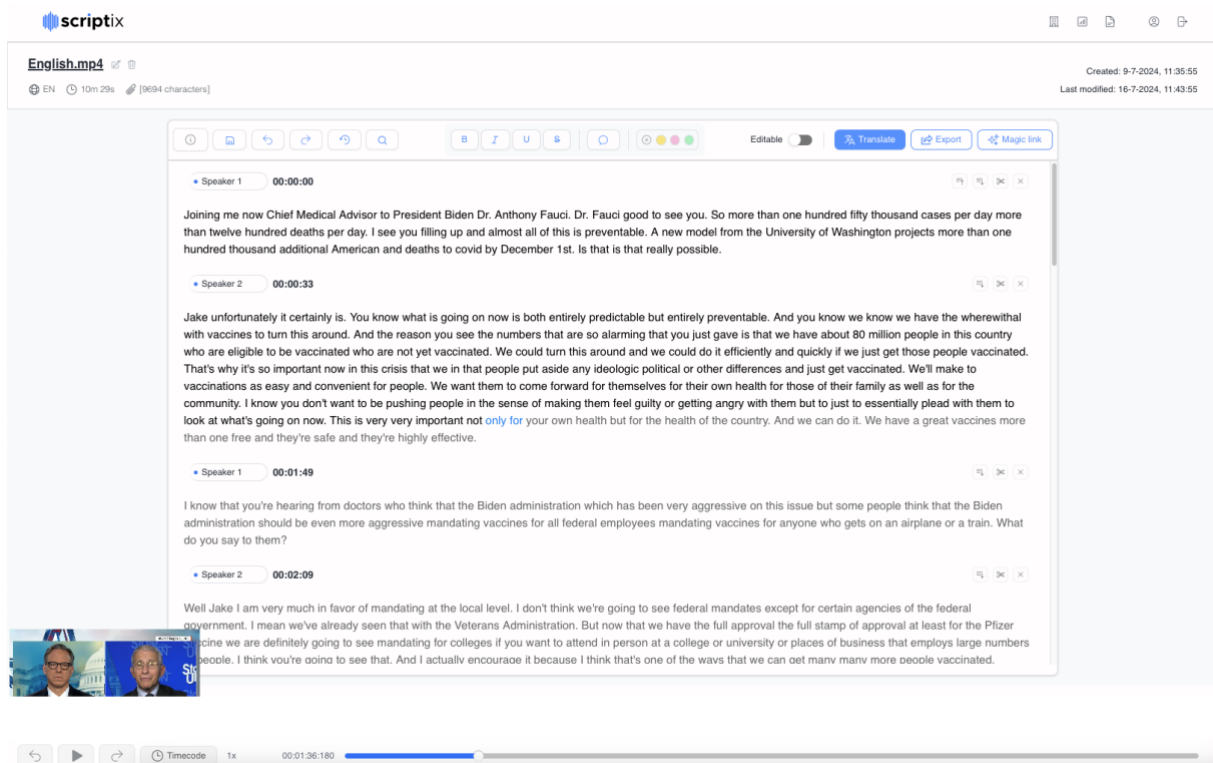 scriptix
English.mp4
EN 10m 29s [9694 characters]
Created: 9-7-2024, 11:35:55
Last modified: 16-7-2024, 11:43:55
B I U S Editable Translate Export Magic link
Speaker 1 00:00:00
Joining me now Chief Medical Advisor to President Biden Dr. Anthony Fauci. Dr. Fauci good to see you. So more than one hundred fifty thousand cases per day more
than twelve hundred deaths per day. I see you filling up and almost all of this is preventable. A new model from the University of Washington projects more than one
hundred thousand additional American and deaths to covid by December 1st. Is that is that really possible.
Speaker 2 00:00:33
Jake unfortunately it certainly is. You know what is going on now is both entirely predictable but entirely preventable. And you know we know we have the wherewithal
with vaccines to turn this around. And the reason you see the numbers that are so alarming that you just gave is that we have about 80 million people in this country
who are eligible to be vaccinated who are not yet vaccinated. We could turn this around and we could do it efficiently and quickly if we just get those people vaccinated.
That's why it's so important now in this crisis that we in that people put aside any ideologic political or other differences and just get vaccinated. We'll make to
vaccinations as easy and convenient for people. We want them to come forward for themselves for their own health for those of their family as well as for the
community. I know you don't want to be pushing people in the sense of making them feel guilty or getting angry with them but to just to essentially plead with them to
look at what's going on now. This is very very important not only for your own health but for the health of the country. And we can do it. We have a great vaccines more
than one free and they're safe and they're highly effective.
Speaker 1 00:01:49
I know that you're hearing from doctors who think that the Biden administration which has been very aggressive on this issue but some people think that the Biden
administration should be even more aggressive mandating vaccines for all federal employees mandating vaccines for anyone who gets on an airplane or a train. What
do you say to them?
Speaker 2 00:02:09
Well Jake I am very much in favor of mandating at the local level. I don't think we're going to see federal mandates except for certain agencies of the federal
government. I mean we've already seen that with the Veterans Administration. But now that we have the full approval the full stamp of approval at least for the Pfizer
we are definitely going to see mandating for colleges if you want to attend in person at a college or university or places of business that employs large numbers
people. I think you're going to see that. And I actually encourage it because I think that's one of the ways that we can get many many more people vaccinated.
Timecode 1x 00:01:36:180